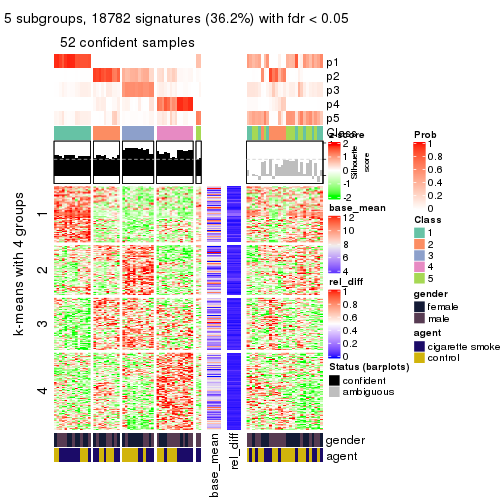 5 subgroups, 18782 signatures (36.2%) with fdr < 0.05
52 confident samples
p1
p2
p3
p4
p5
Class
z-score
2
1
0
-1
-2
Silhouette
score
base_mean
12
10
8
6
4
rel_diff
1
0.8
0.6
0.4
0.2
0
Status (barplots)
confident
ambiguous
Prob
1
0.8
0.6
0.4
0.2
0
Class
1
2
3
4
5
gender
female
male
agent
cigarette smoke
control
k-means with 4 groups
1
2
3
4
gender
agent
base_mean
rel_diff